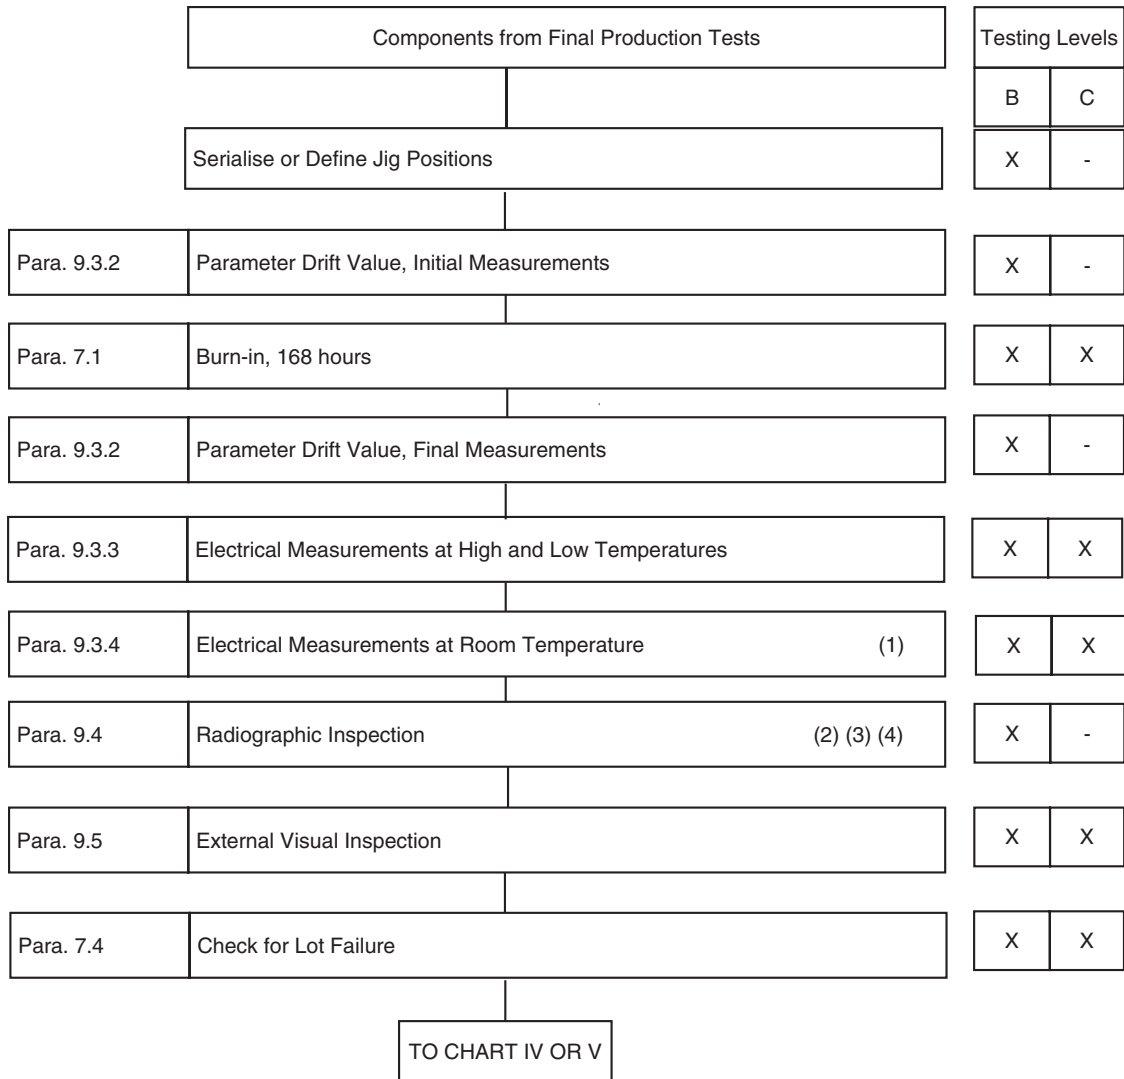 Components from Final Production Tests Testing Levels
B C
Serialise or Define Jig Positions X -
Para. 9.3.2 Parameter Drift Value, Initial Measurements X -
Para. 7.1 Burn-in, 168 hours X X
Para. 9.3.2 Parameter Drift Value, Final Measurements X -
Para. 9.3.3 Electrical Measurements at High and Low Temperatures X X
Para. 9.3.4 Electrical Measurements at Room Temperature (1) X X
Para. 9.4 Radiographic Inspection (2) (3) (4) X -
Para. 9.5 External Visual Inspection X X
Para. 7.4 Check for Lot Failure X X
TO CHART IV OR V